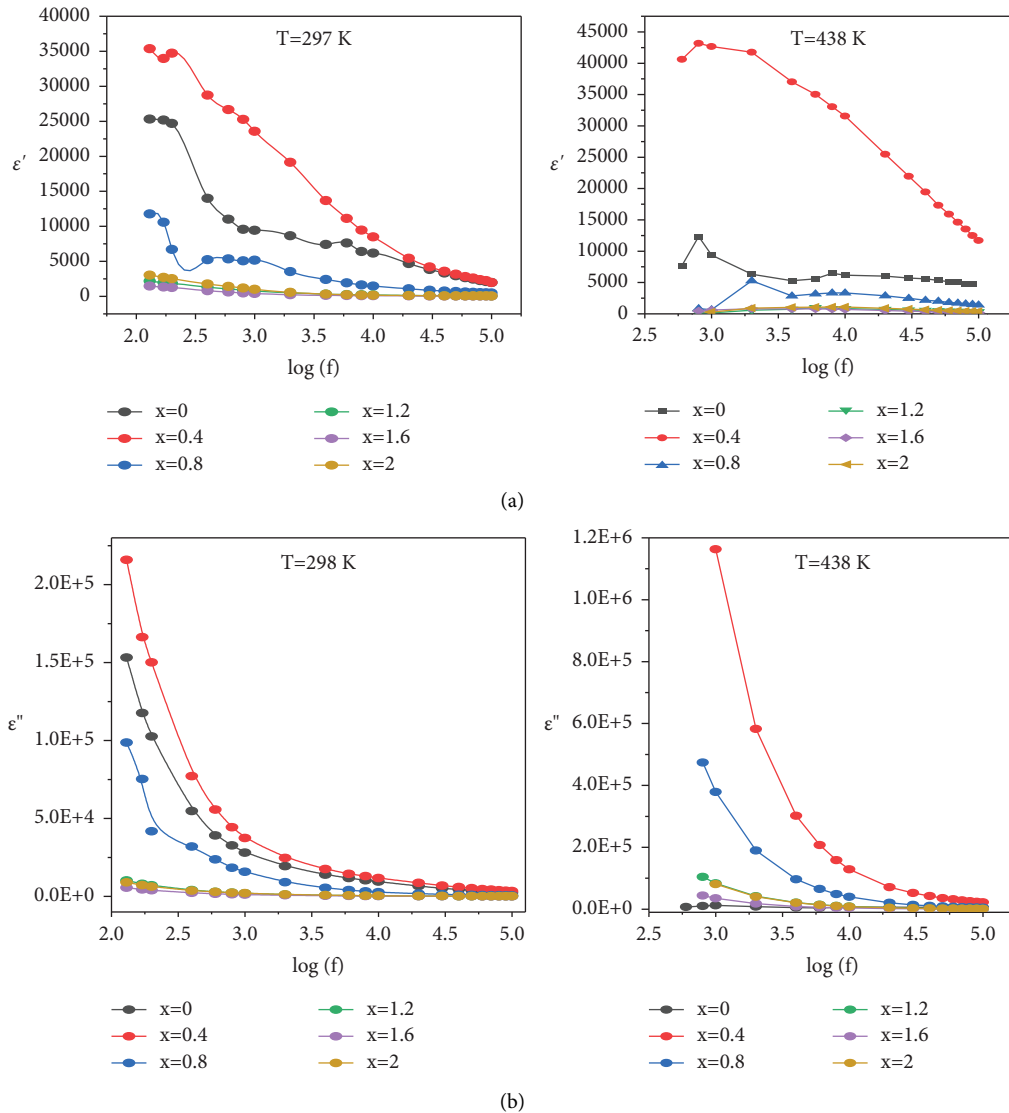 T=297 K
40000
35000
30000
25000
20000
15000
10000
5000
0
ε′
2.0 2.5 3.0 3.5 4.0 4.5 5.0
log (f)
x=0 x=1.2
x=0.4 x=1.6
x=0.8 x=2
T=438 K
45000
40000
35000
30000
25000
20000
15000
10000
5000
0
ε′
2.5 3.0 3.5 4.0 4.5 5.0
log (f)
x=0 x=1.2
x=0.4 x=1.6
x=0.8 x=2
(a)
T=298 K
2.0E+5
1.5E+5
1.0E+5
5.0E+4
0.0E+0
ε"
2.0 2.5 3.0 3.5 4.0 4.5 5.0
log (f)
x=0 x=1.2
x=0.4 x=1.6
x=0.8 x=2
T=438 K
1.2E+6
1.0E+6
8.0E+5
6.0E+5
4.0E+5
2.0E+5
0.0E+0
ε"
2.5 3.0 3.5 4.0 4.5 5.0
log (f)
x=0 x=1.2
x=0.4 x=1.6
x=0.8 x=2
(b)